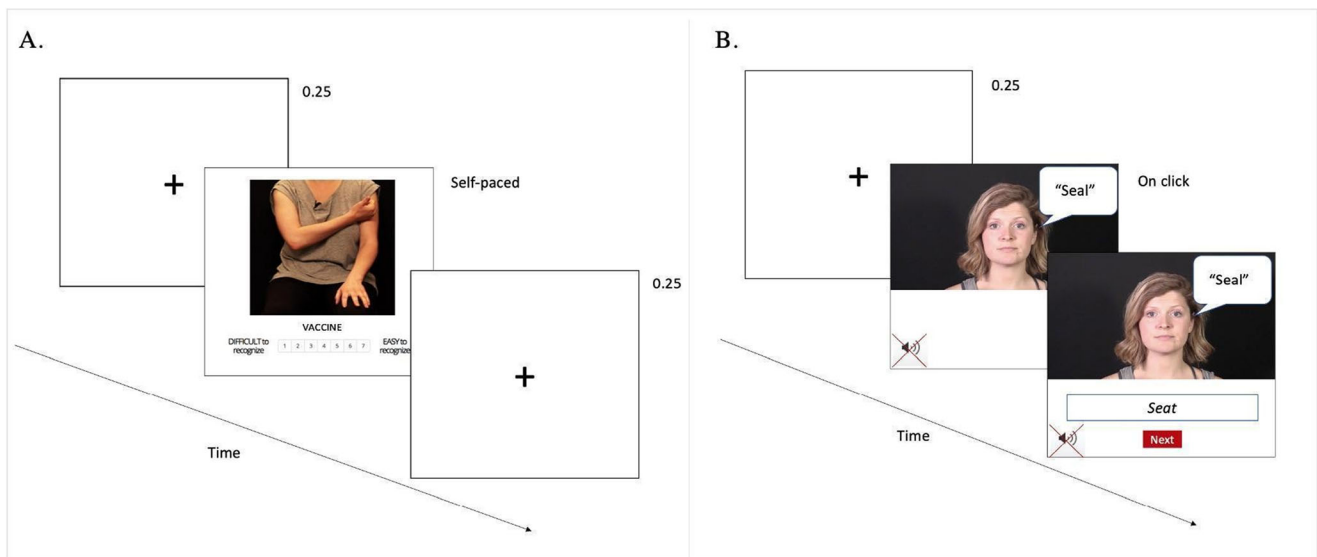 A.
0.25
Self-paced
VACCINE
DIFFICULT to
recognize
1 2 3 4 5 6 7
EASY to
recognize
0.25
Time
B.
0.25
"Seal"
On click
"Seal"
Seat
Next
Time